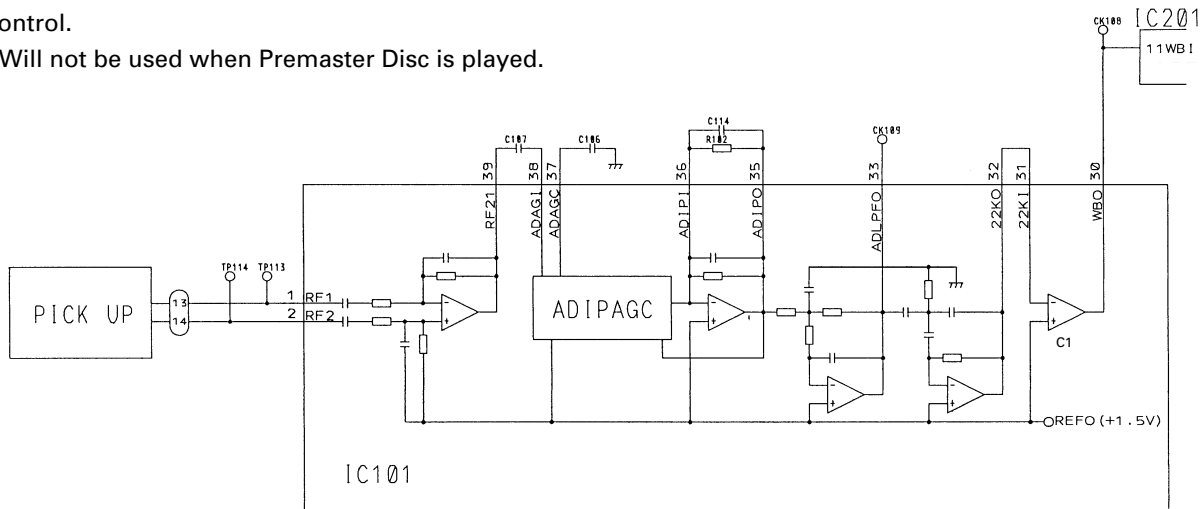 ontrol.
Will not be used when Premaster Disc is played.
CK108
IC201
11WBI
C107
C106
C114
R102
CK109
RF21 39
ADAGI 38
ADAGC 37
ADIPI 36
ADIPO 35
ADLPFO 33
22KO 32
22KI 31
WBO 30
TP114
TP113
PICK UP
13
14
1 RF1
2 RF2
ADIPAGC
C1
REFO (+1.5V)
IC101